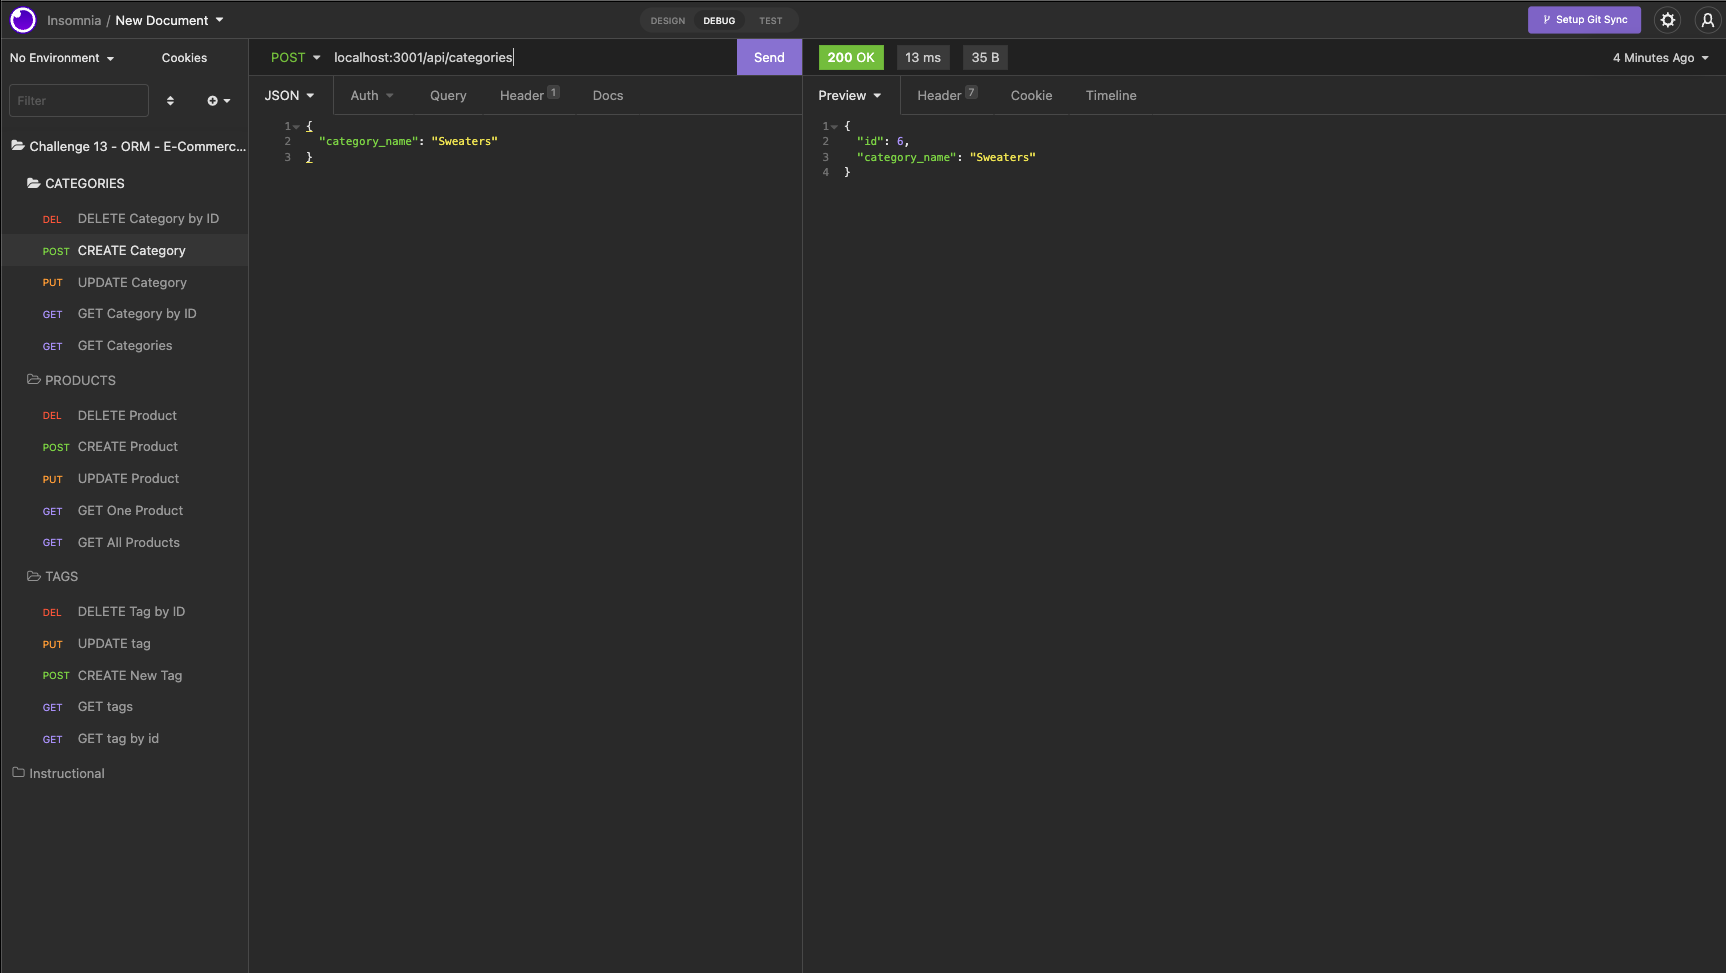 Insomnia / New Document
DESIGN DEBUG TEST
Setup Git Sync
No Environment Cookies
POST localhost:3001/api/categories Send
200 OK 13 ms 35 B 4 Minutes Ago
Filter
JSON Auth Query Header 1 Docs
Preview Header 7 Cookie Timeline
1 {
2 "category_name": "Sweaters"
3 }
1 {
2 "id": 6,
3 "category_name": "Sweaters"
4 }
Challenge 13 - ORM - E-Commerc...
CATEGORIES
DEL DELETE Category by ID
POST CREATE Category
PUT UPDATE Category
GET GET Category by ID
GET GET Categories
PRODUCTS
DEL DELETE Product
POST CREATE Product
PUT UPDATE Product
GET GET One Product
GET GET All Products
TAGS
DEL DELETE Tag by ID
PUT UPDATE tag
POST CREATE New Tag
GET GET tags
GET GET tag by id
Instructional